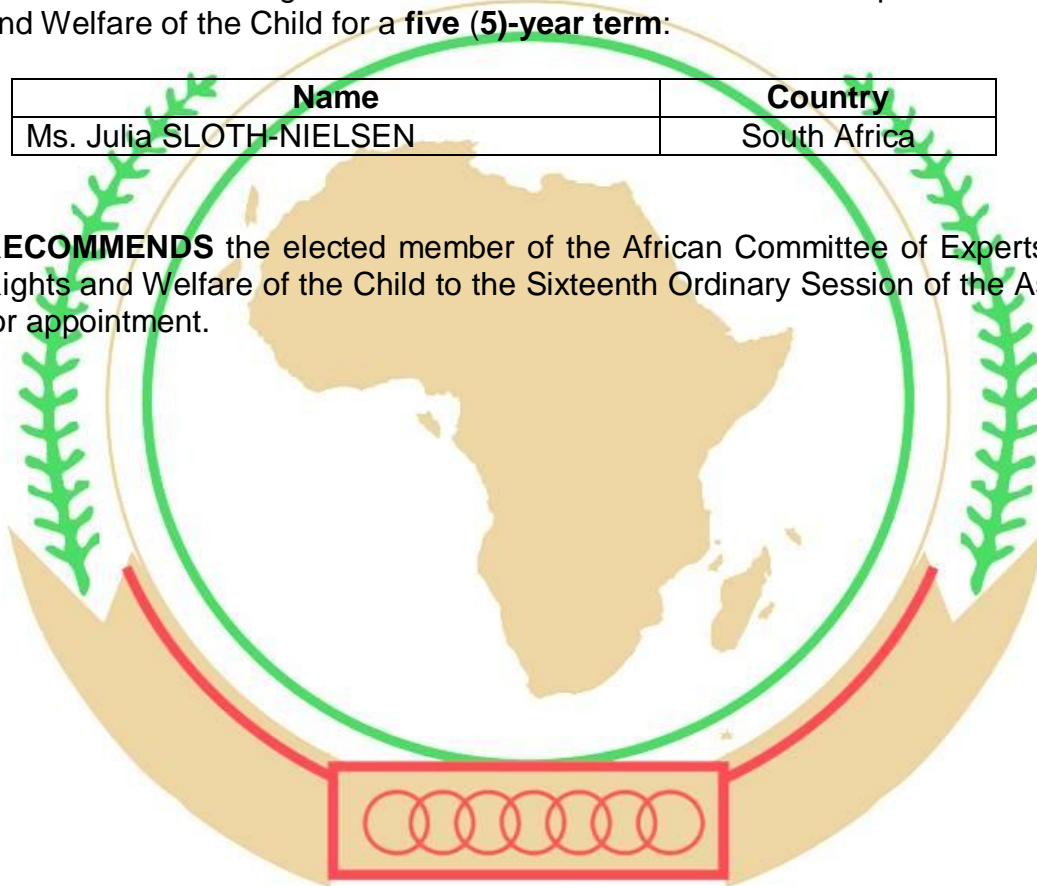 nd Welfare of the Child for a five (5)-year term:
Name Country
Ms. Julia SLOTH-NIELSEN South Africa
ECOMMENDS the elected member of the African Committee of Experts
ights and Welfare of the Child to the Sixteenth Ordinary Session of the As
or appointment.